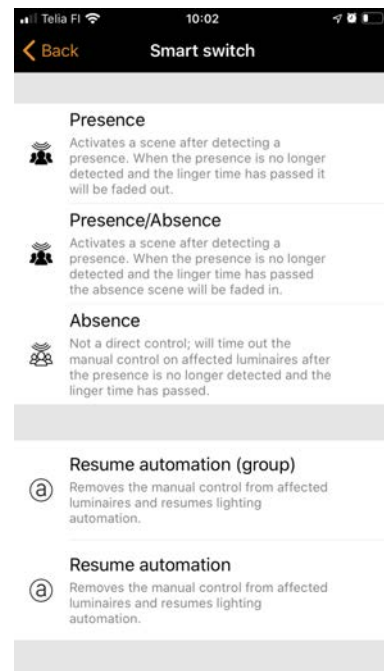 Telia FI 10:02
Back Smart switch
Presence
Activates a scene after detecting a
presence. When the presence is no longer
detected and the linger time has passed it
will be faded out.
Presence/Absence
Activates a scene after detecting a
presence. When the presence is no longer
detected and the linger time has passed
the absence scene will be faded in.
Absence
Not a direct control; will time out the
manual control on affected luminaires after
the presence is no longer detected and the
linger time has passed.
Resume automation (group)
a Removes the manual control from affected
luminaires and resumes lighting
automation.
Resume automation
a Removes the manual control from affected
luminaires and resumes lighting
automation.